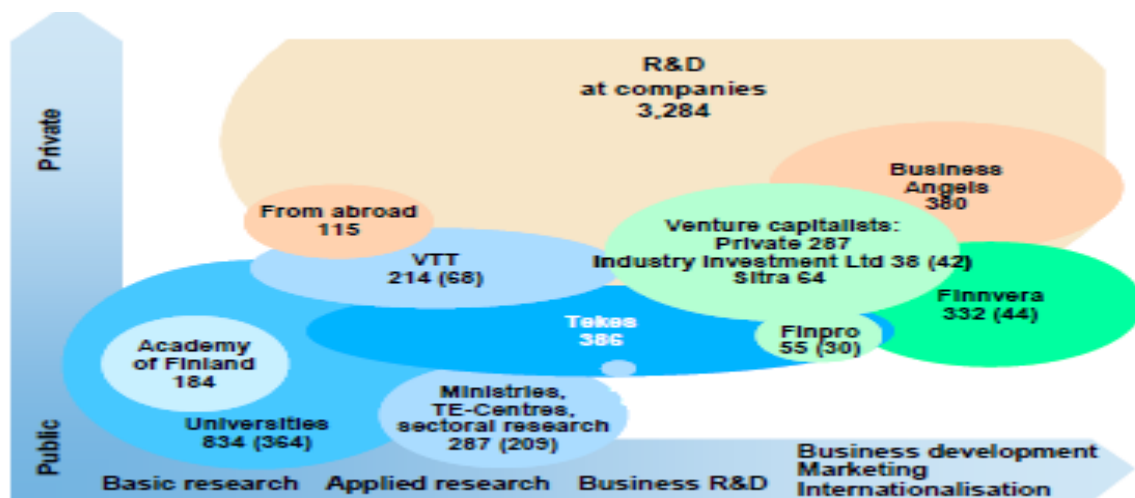 R&D
at companies
3,284
Private
Business
Angels
380
From abroad
115
Venture capitalists:
Private 287
Industry Investment Ltd 38 (42)
Sitra 64
VTT
214 (68)
Finnvera
332 (44)
Tekes
386
Finpro
55 (30)
Academy
of Finland
184
Ministries,
TE-Centres,
sectoral research
287 (209)
Universities
834 (364)
Public
Basic research
Applied research
Business R&D
Business development
Marketing
Internationalisation